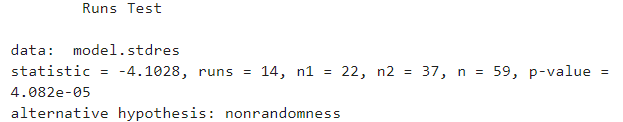 Runs Test
data:  model.stdres
statistic = -4.1028, runs = 14, n1 = 22, n2 = 37, n = 59, p-value =
4.082e-05
alternative hypothesis: nonrandomness